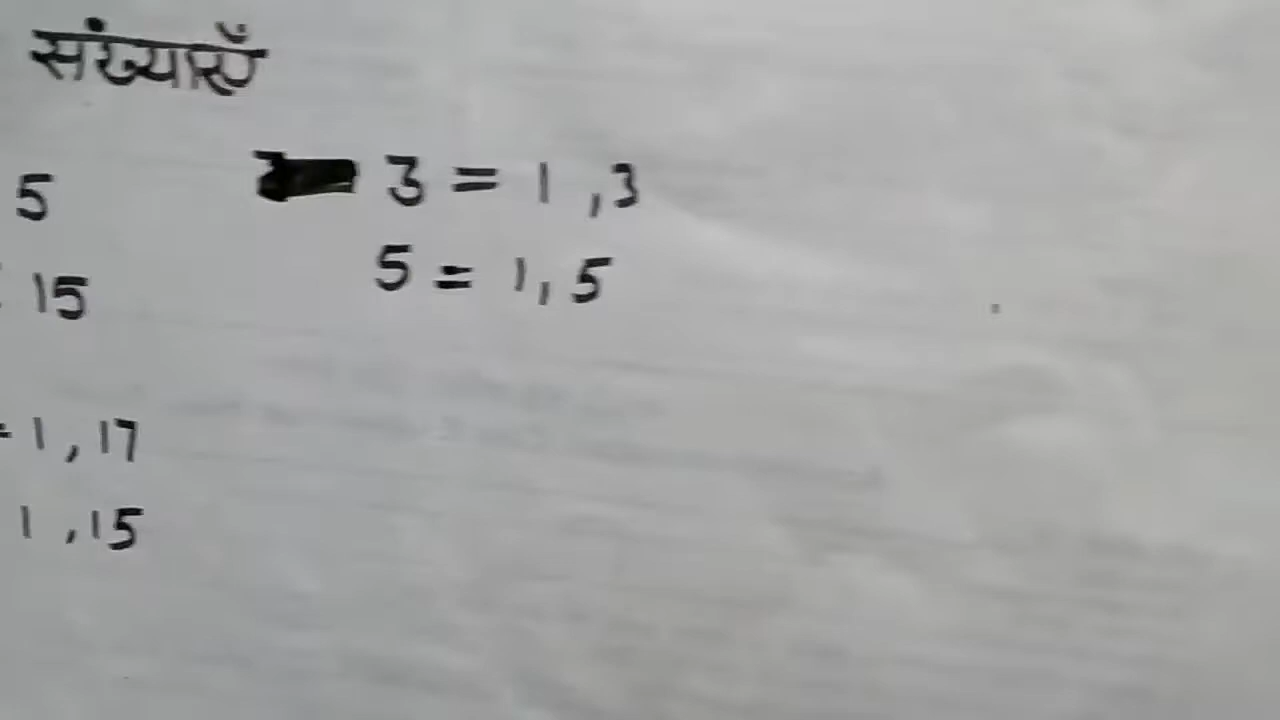 संख्याएँ
5 3 = 1 , 3
15 5 = 1 , 5
= 1 , 17
1 , 15